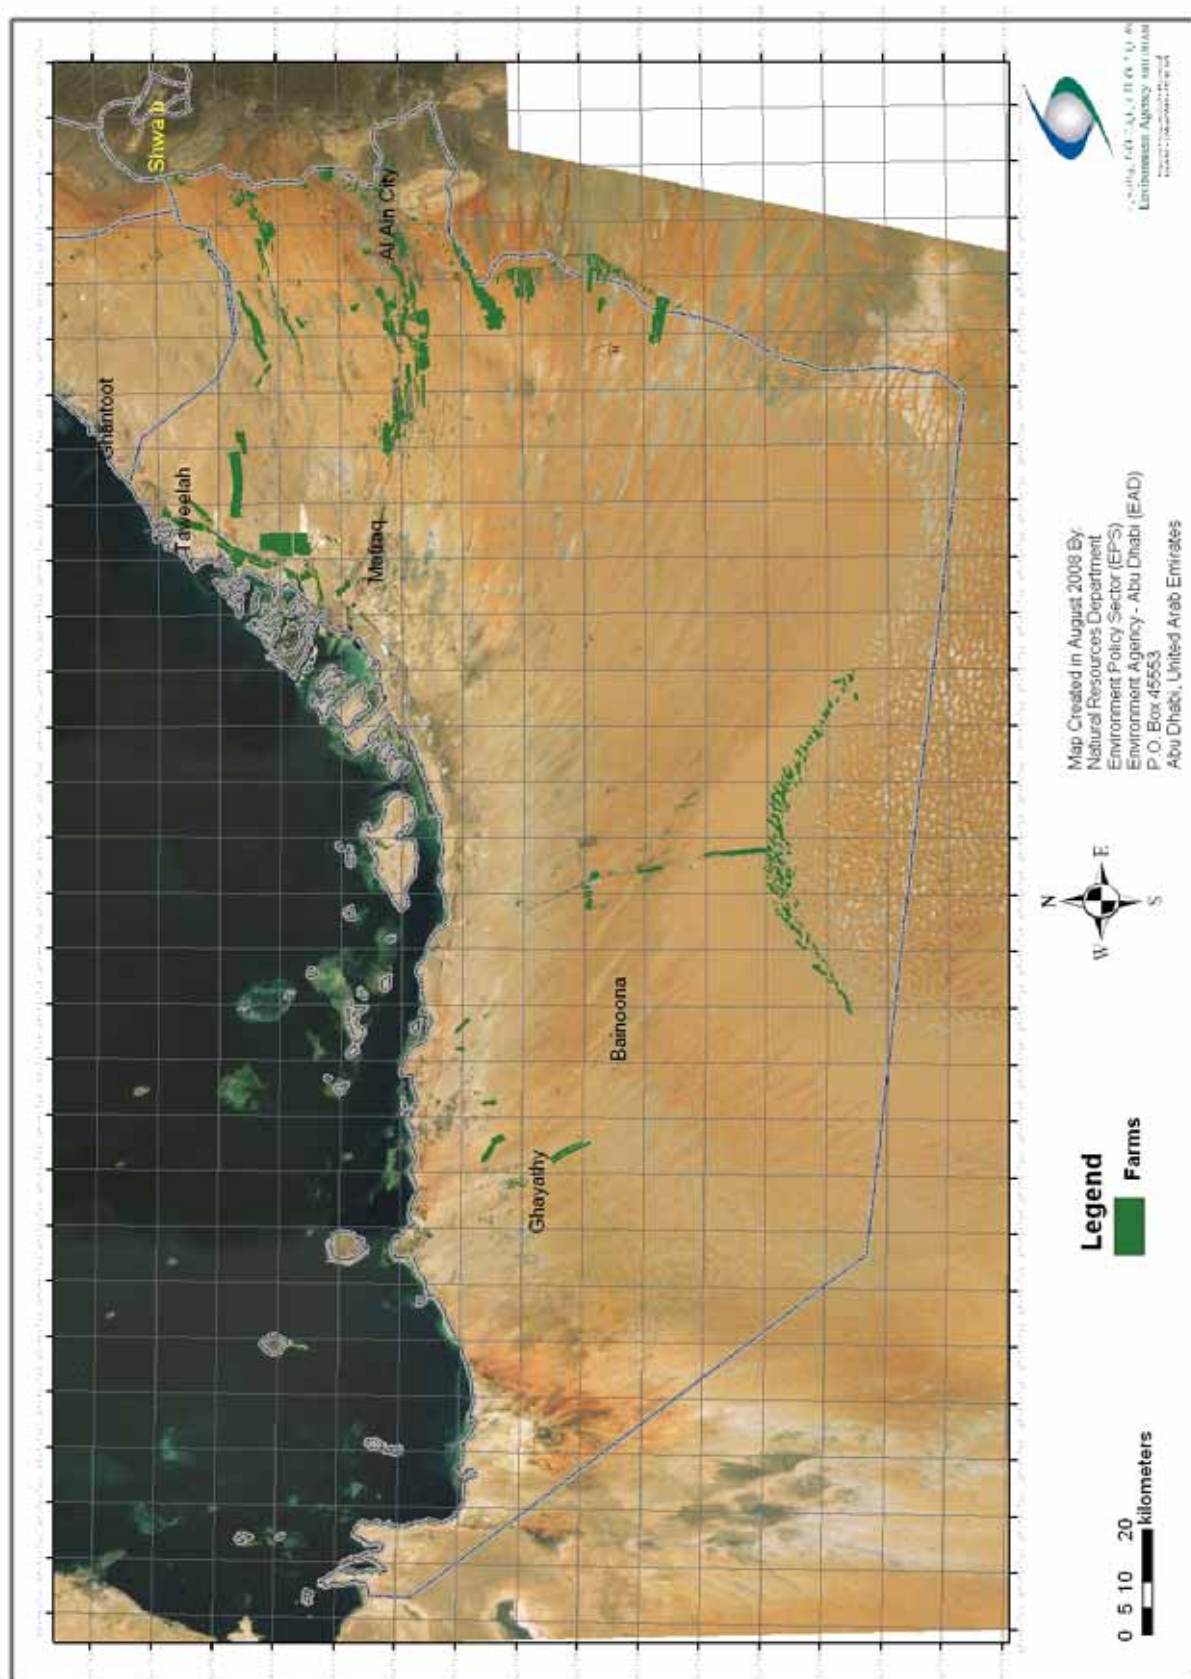 Shwaib
Al Ain City
Ghantoot
Taweelah
Mafraq
Bainoona
Ghayathy
Environment Agency
Map Created in August 2008 By:
Natural Resources Department
Environment Policy Sector (EPS)
Environment Agency - Abu Dhabi (EAD)
P.O. Box 45553
Abu Dhabi, United Arab Emirates
N
W E
S
Legend
Farms
0 5 10 20
kilometers